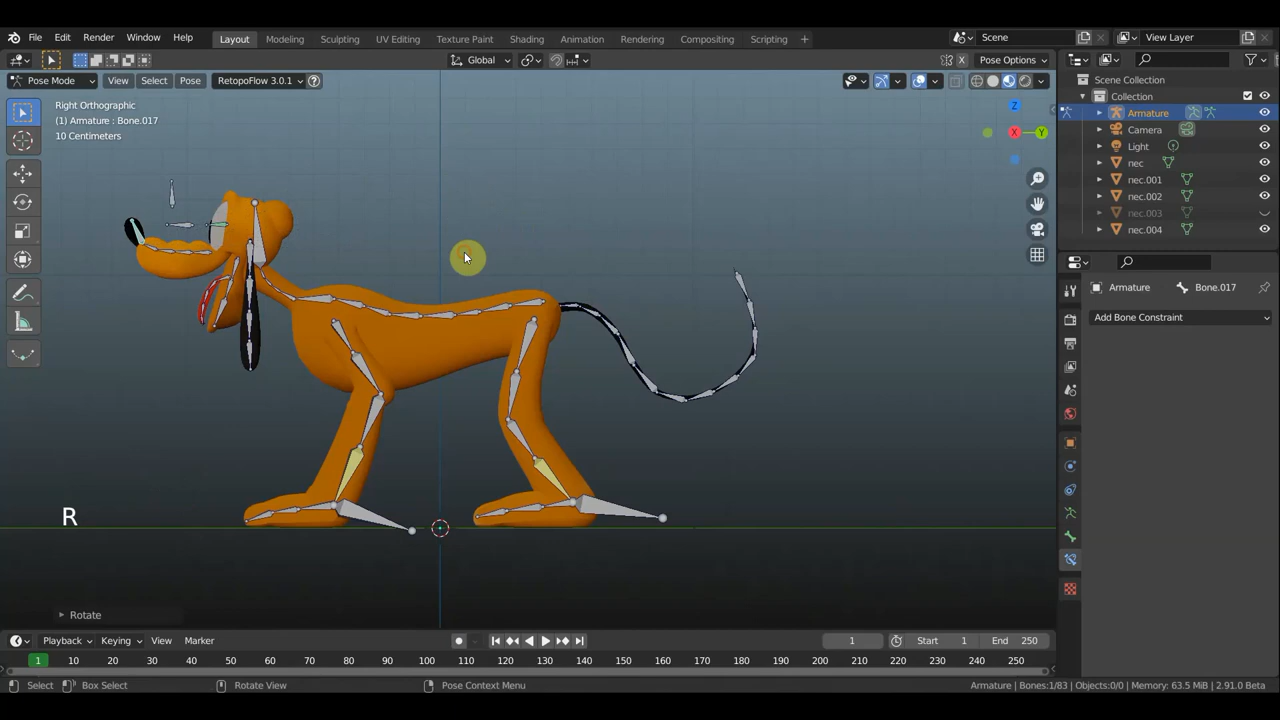 File Edit Render Window Help Layout Modeling Sculpting UV Editing Texture Paint Shading Animation Rendering Compositing Scripting + Scene View Layer
Global X Pose Options
Pose Mode View Select Pose RetopoFlow 3.0.1 ?
Scene Collection
Collection
Armature
Camera
Light
nec
nec.001
nec.002
nec.003
nec.004
Right Orthographic
(1) Armature : Bone.017
10 Centimeters
Z
X Y
Armature Bone.017
Add Bone Constraint
R
Rotate
Playback Keying View Marker 1 Start 1 End 250
1 10 20 30 40 50 60 70 80 90 100 110 120 130 140 150 160 170 180 190 200 210 220 230 240 250
Select Box Select Rotate View Pose Context Menu Armature | Bones:1/83 | Objects:0/0 | Memory: 63.5 MiB | 2.91.0 Beta